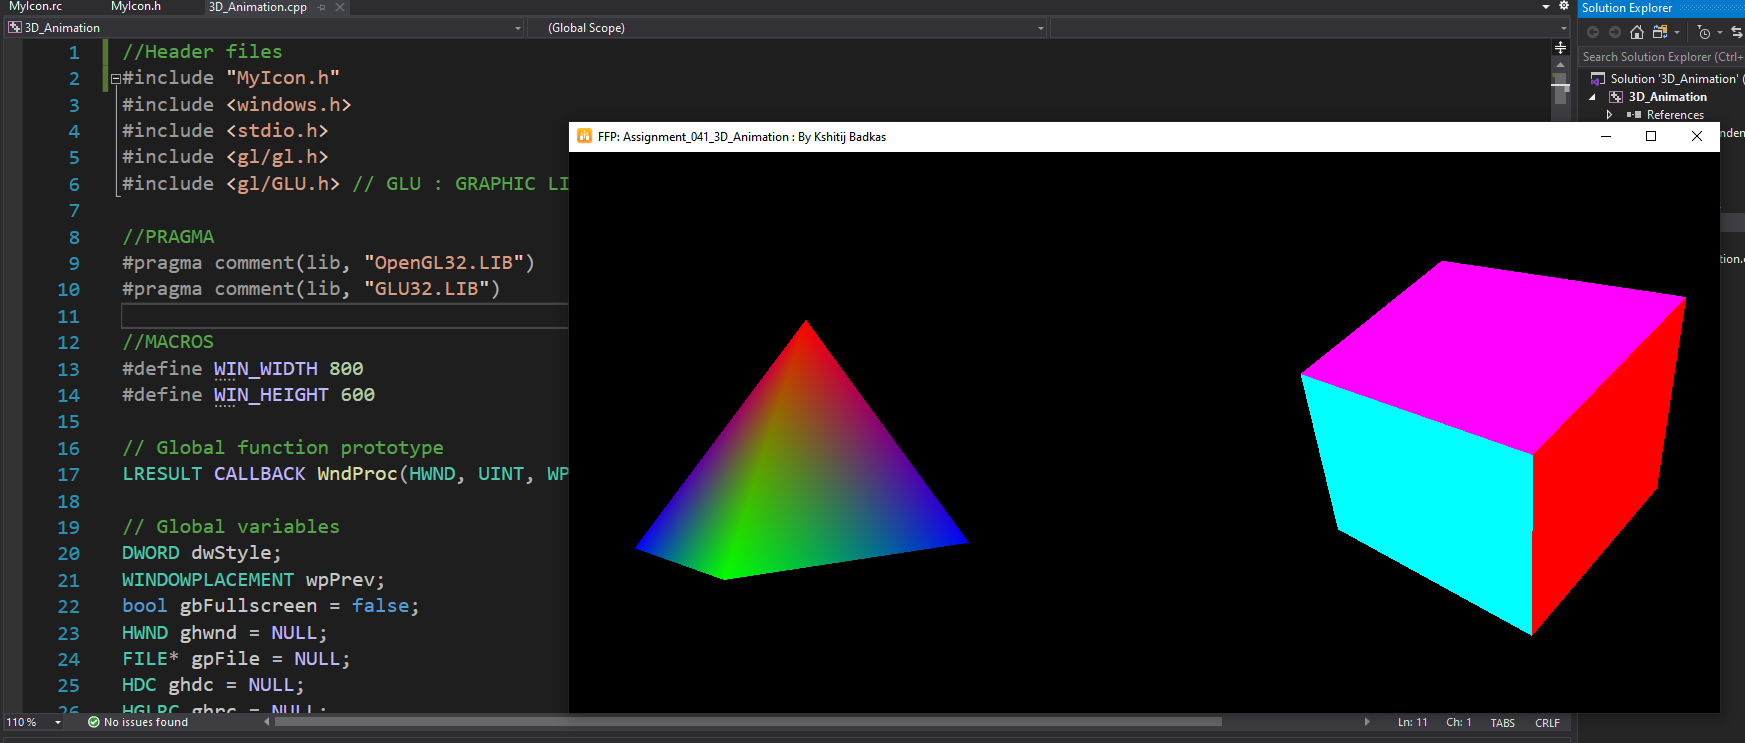 MyIcon.rc MyIcon.h 3D_Animation.cpp
3D_Animation (Global Scope)
1 //Header files
2 #include "MyIcon.h"
3 #include <windows.h>
4 #include <stdio.h>
5 #include <gl/gl.h>
6 #include <gl/GLU.h> // GLU : GRAPHIC LI
7
8 //PRAGMA
9 #pragma comment(lib, "OpenGL32.LIB")
10 #pragma comment(lib, "GLU32.LIB")
11
12 //MACROS
13 #define WIN_WIDTH 800
14 #define WIN_HEIGHT 600
15
16 // Global function prototype
17 LRESULT CALLBACK WndProc(HWND, UINT, WP
18
19 // Global variables
20 DWORD dwStyle;
21 WINDOWPLACEMENT wpPrev;
22 bool gbFullscreen = false;
23 HWND ghwnd = NULL;
24 FILE* gpFile = NULL;
25 HDC ghdc = NULL;
26 HGLRC ghrc = NULL;
110 % No issues found Ln: 11 Ch: 1 TABS CRLF
FFP: Assignment_041_3D_Animation : By Kshitij Badkas
Solution Explorer
Search Solution Explorer (Ctrl+
Solution '3D_Animation' (
3D_Animation
References
nden
tion.